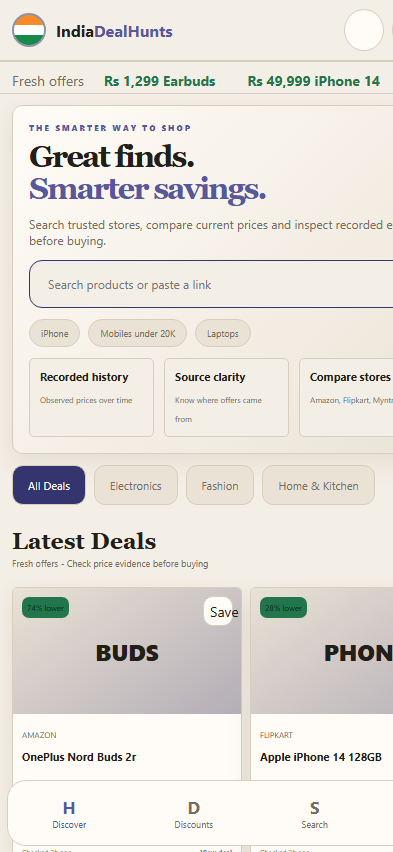 IndiaDealHunts
Fresh offers Rs 1,299 Earbuds Rs 49,999 iPhone 14
THE SMARTER WAY TO SHOP
Great finds.
Smarter savings.
Search trusted stores, compare current prices and inspect recorded e
before buying.
Search products or paste a link
iPhone Mobiles under 20K Laptops
Recorded history Source clarity Compare stores
Observed prices over time Know where offers came Amazon, Flipkart, Myntr
from
All Deals Electronics Fashion Home & Kitchen
Latest Deals
Fresh offers - Check price evidence before buying
74% lower Save 28% lower
BUDS PHON
AMAZON FLIPKART
OnePlus Nord Buds 2r Apple iPhone 14 128GB
H D S
Discover Discounts Search